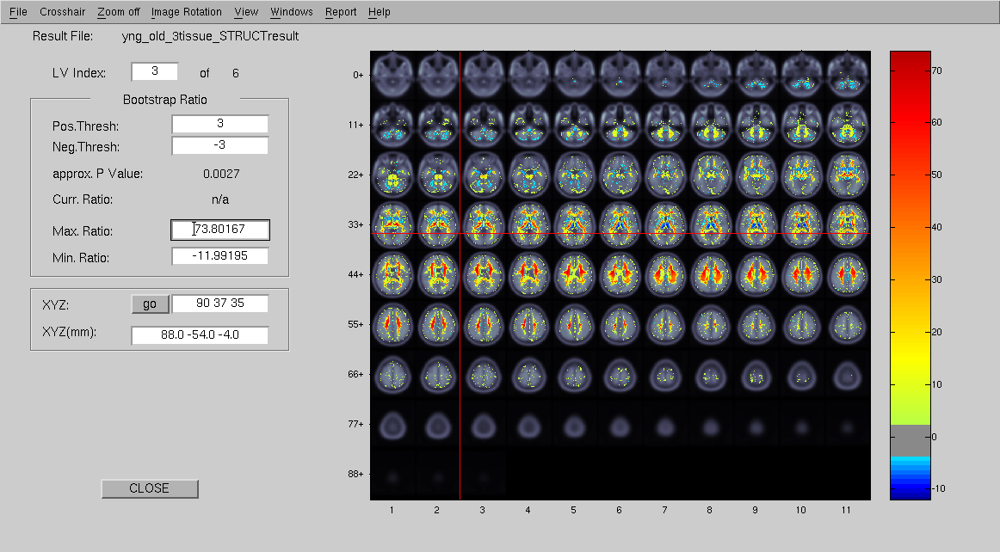 File Crosshair Zoom off Image Rotation View Windows Report Help
Result File: yng_old_3tissue_STRUCTresult
LV Index: 3 of 6
Bootstrap Ratio
Pos.Thresh: 3
Neg.Thresh: -3
approx. P Value: 0.0027
Curr. Ratio: n/a
Max. Ratio: 73.80167
Min. Ratio: -11.99195
XYZ: go 90 37 35
XYZ(mm): 88.0 -54.0 -4.0
CLOSE
0+
11+
22+
33+
44+
55+
66+
77+
88+
1 2 3 4 5 6 7 8 9 10 11
70
60
50
40
30
20
10
0
-10